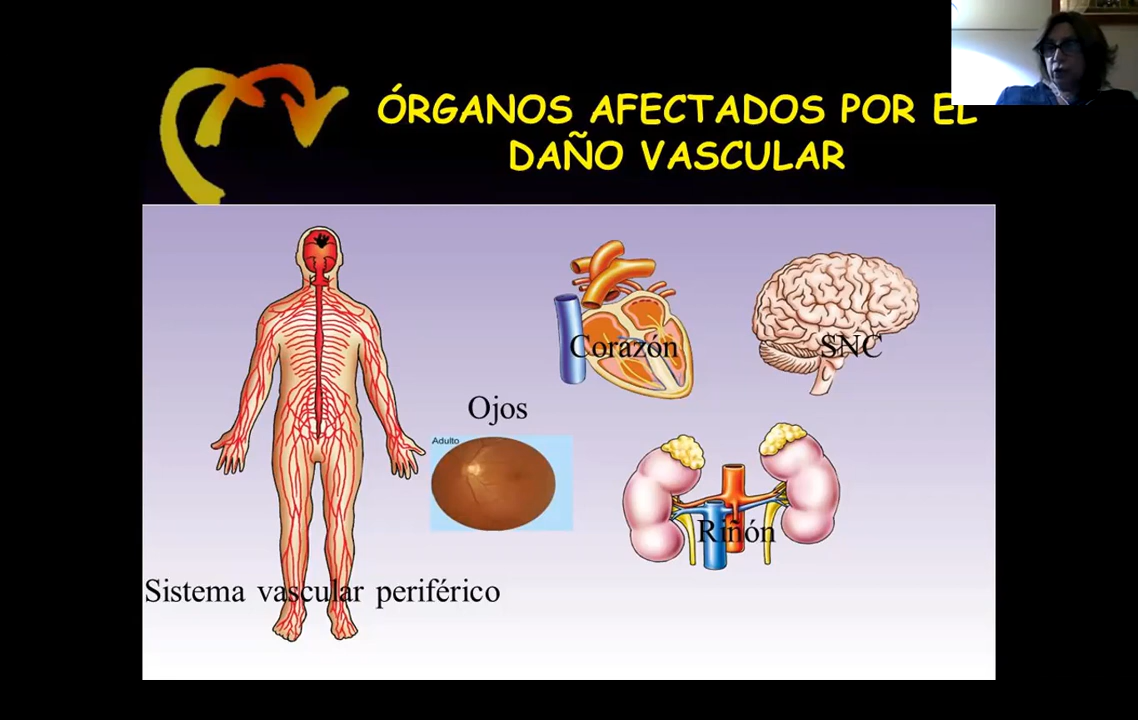 ÓRGANOS AFECTADOS POR EL
DAÑO VASCULAR
Corazón
SNC
Ojos
Adulto
Riñón
Sistema vascular periférico